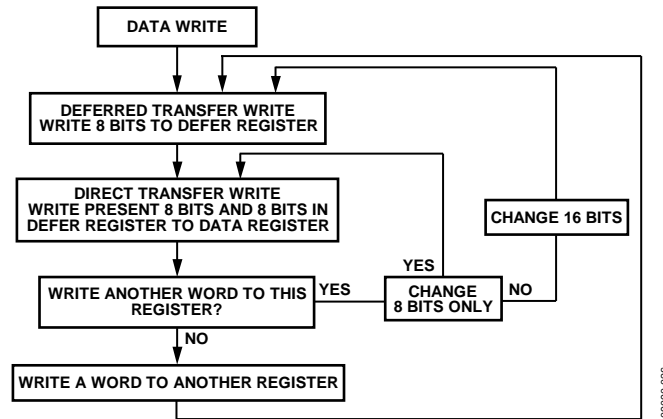 DATA WRITE
DEFERRED TRANSFER WRITE
WRITE 8 BITS TO DEFER REGISTER
DIRECT TRANSFER WRITE
WRITE PRESENT 8 BITS AND 8 BITS IN
DEFER REGISTER TO DATA REGISTER
CHANGE 16 BITS
WRITE ANOTHER WORD TO THIS
REGISTER?
YES
YES
CHANGE
8 BITS ONLY
NO
NO
WRITE A WORD TO ANOTHER REGISTER